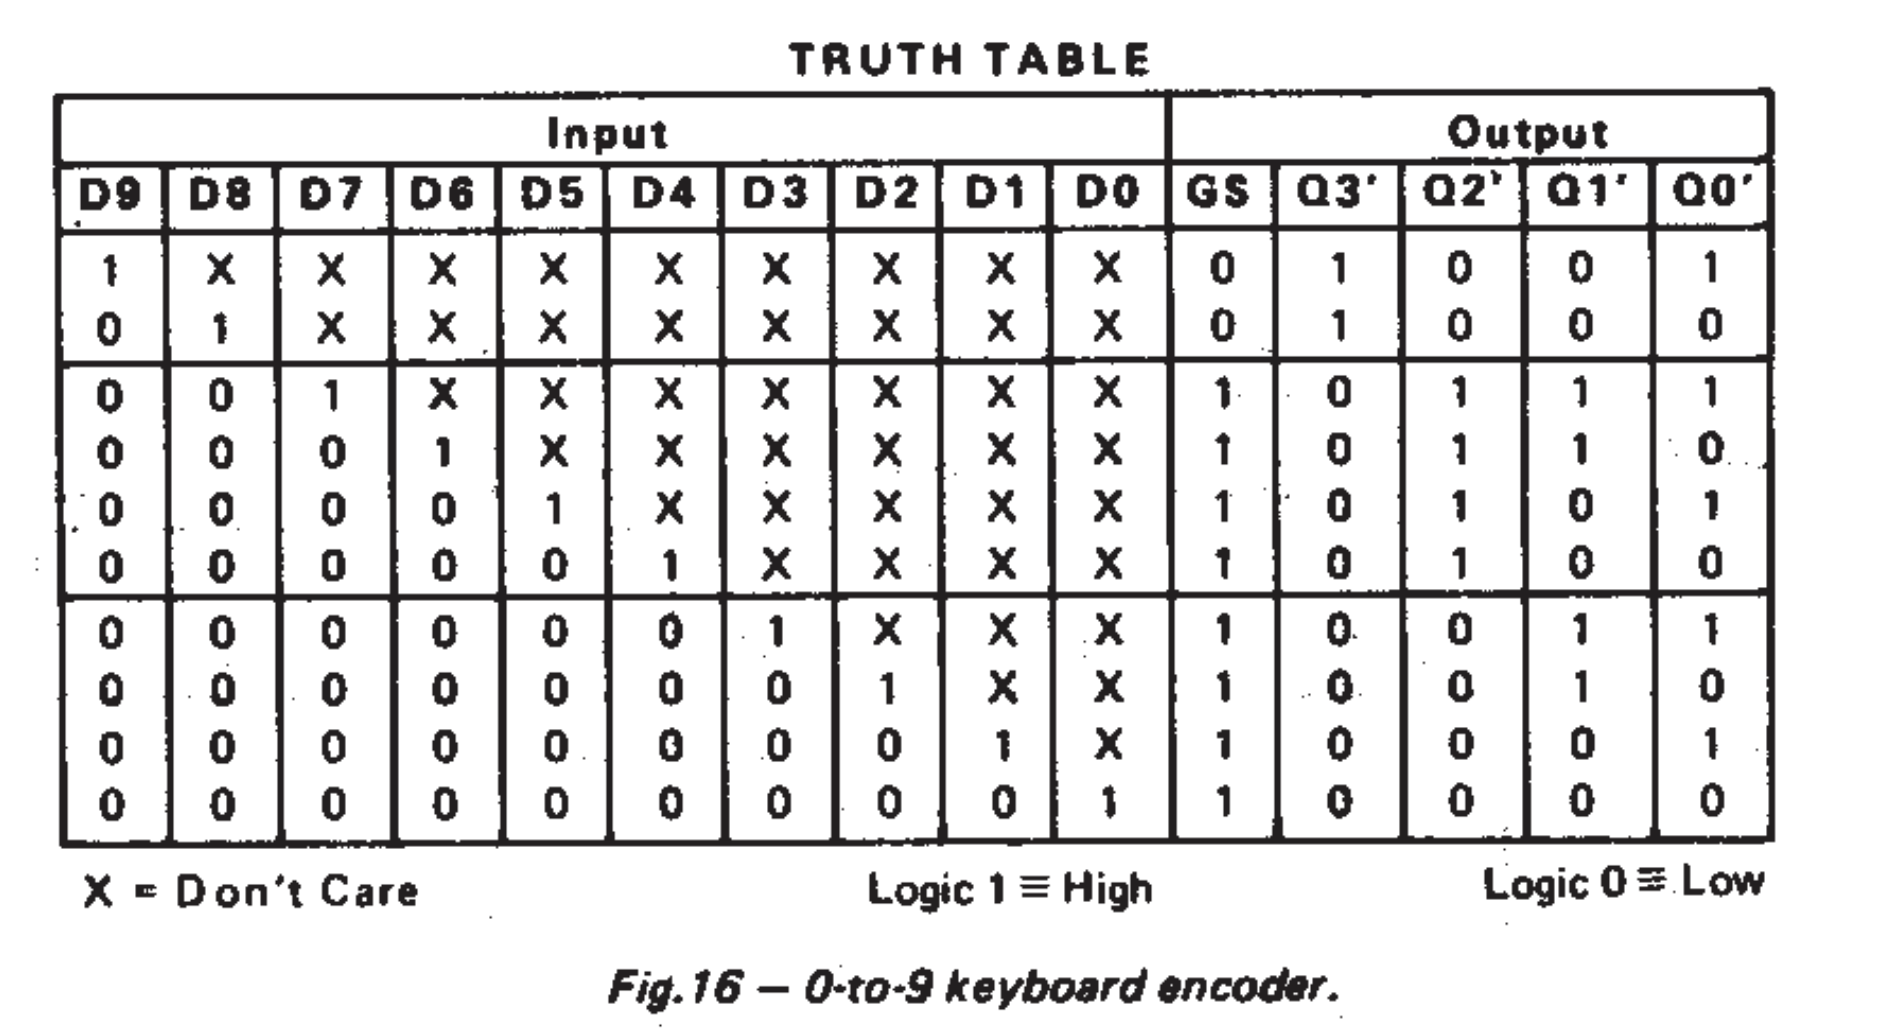 TRUTH TABLE
Input Output
D9 D8 D7 D6 D5 D4 D3 D2 D1 D0 GS Q3' Q2' Q1' Q0'
1 X X X X X X X X X 0 1 0 0 1
0 1 X X X X X X X X 0 1 0 0 0
0 0 1 X X X X X X X 1 0 1 1 1
0 0 0 1 X X X X X X 1 0 1 1 0
0 0 0 0 1 X X X X X 1 0 1 0 1
0 0 0 0 0 1 X X X X 1 0 1 0 0
0 0 0 0 0 0 1 X X X 1 0 0 1 1
0 0 0 0 0 0 0 1 X X 1 0 0 1 0
0 0 0 0 0 0 0 0 1 X 1 0 0 0 1
0 0 0 0 0 0 0 0 0 1 1 0 0 0 0
X = Don't Care Logic 1 ≡ High Logic 0 ≡ Low
Fig.16 — 0-to-9 keyboard encoder.